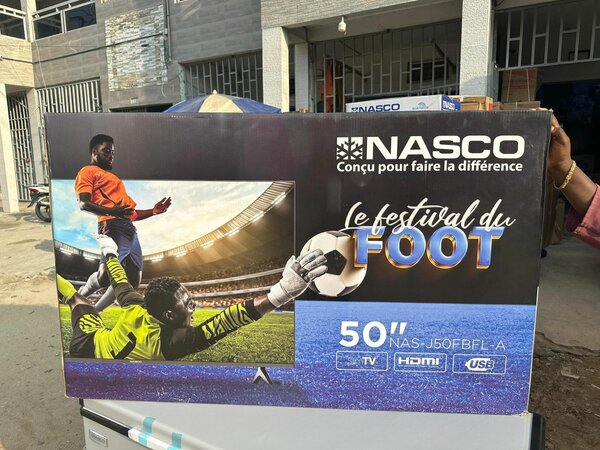 NASCO
NASCO
Conçu pour faire la différence
le festival du
FOOT
50"
NAS-J50FBFL-A
TV
HDMI
USB